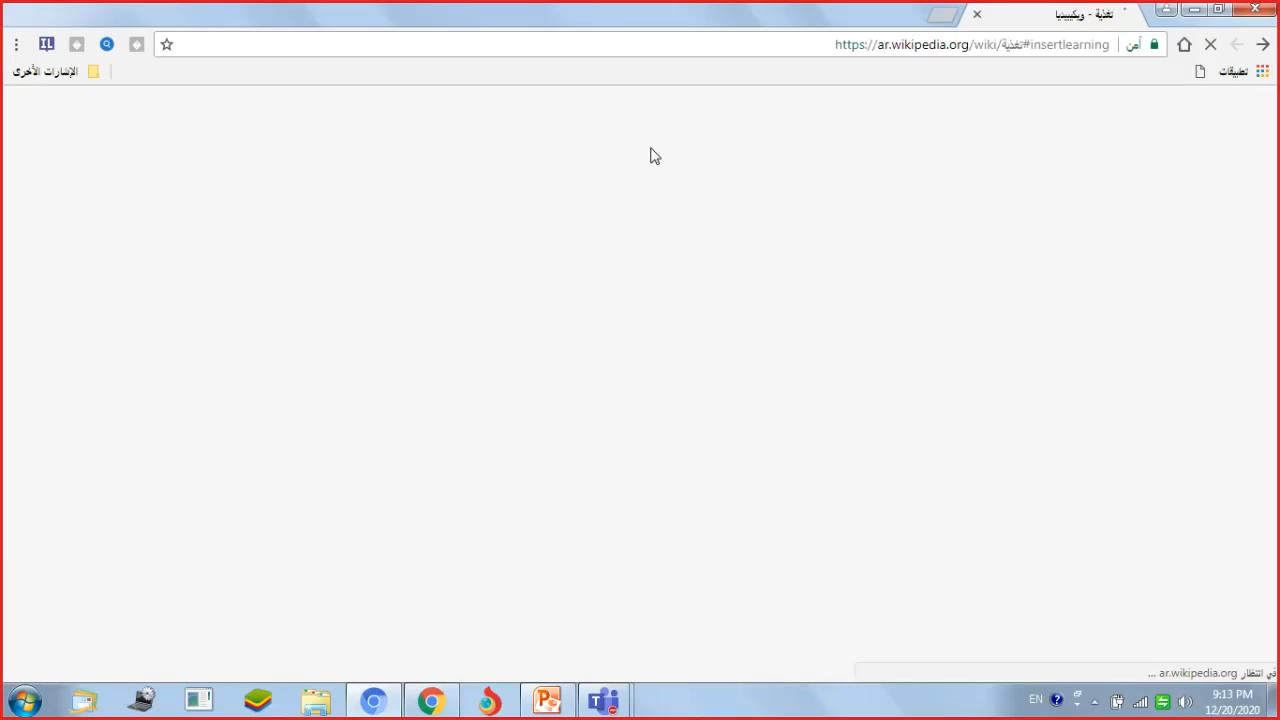 تغذية - ويكيبيديا
https://ar.wikipedia.org/wiki/تغذية#insertlearning
آمن
تطبيقات
الإشارات الأخرى
IL
في انتظار ar.wikipedia.org ...
EN
9:13 PM
12/20/2020